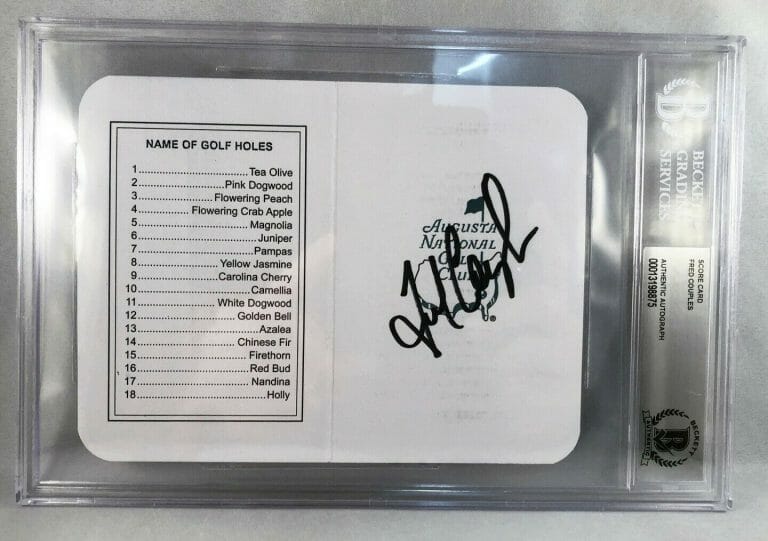 NAME OF GOLF HOLES
1 Tea Olive
2 Pink Dogwood
3 Flowering Peach
4 Flowering Crab Apple
5 Magnolia
6 Juniper
7 Pampas
8 Yellow Jasmine
9 Carolina Cherry
10 Camellia
11 White Dogwood
12 Golden Bell
13 Azalea
14 Chinese Fir
15 Firethorn
16 Red Bud
17 Nandina
18 Holly
AUGUSTA
NATIONAL
GOLF
CLUB
®
B
BECKETT
GRADING
SERVICES
SCORE CARD
FRED COUPLES
AUTHENTIC AUTOGRAPH
00013198875
BECKETT
B
AUTHENTIC